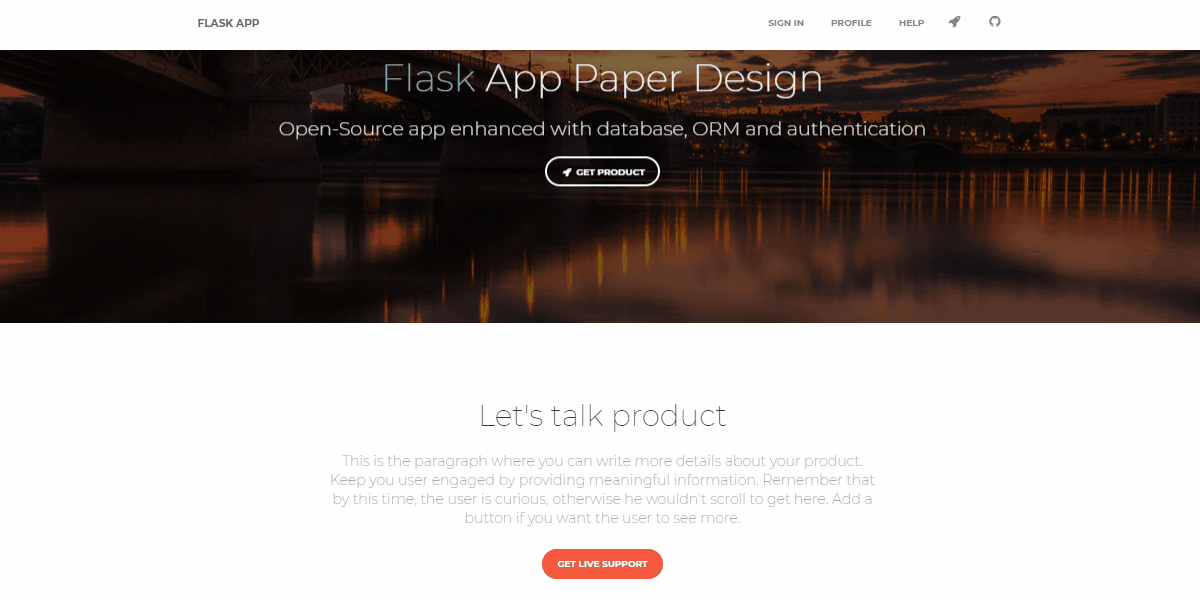 FLASK APP
SIGN IN PROFILE HELP
Flask App Paper Design
Open-Source app enhanced with database, ORM and authentication
GET PRODUCT
Let's talk product
This is the paragraph where you can write more details about your product.
Keep you user engaged by providing meaningful information. Remember that
by this time, the user is curious, otherwise he wouldn't scroll to get here. Add a
button if you want the user to see more.
GET LIVE SUPPORT